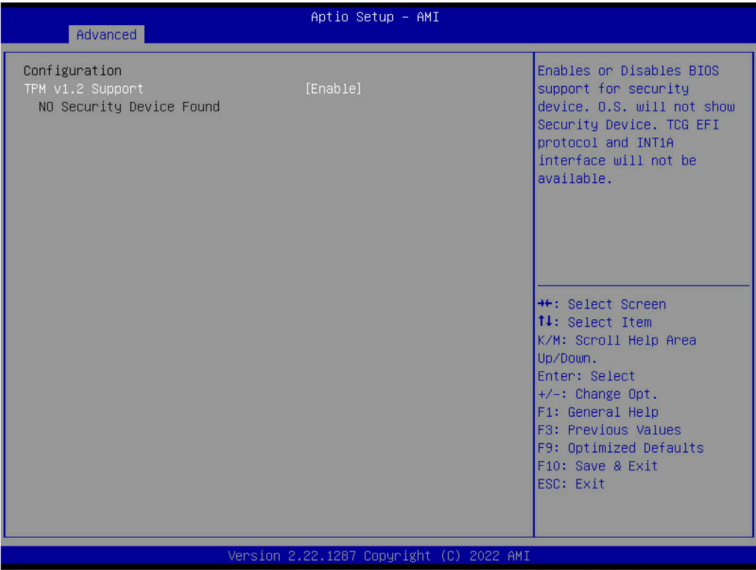 Aptio Setup – AMI
Advanced
Configuration
TPM v1.2 Support [Enable]
NO Security Device Found
Enables or Disables BIOS
support for security
device. O.S. will not show
Security Device. TCG EFI
protocol and INT1A
interface will not be
available.
→←: Select Screen
↑↓: Select Item
K/M: Scroll Help Area
Up/Down.
Enter: Select
+/-: Change Opt.
F1: General Help
F3: Previous Values
F9: Optimized Defaults
F10: Save & Exit
ESC: Exit
Version 2.22.1287 Copyright (C) 2022 AMI